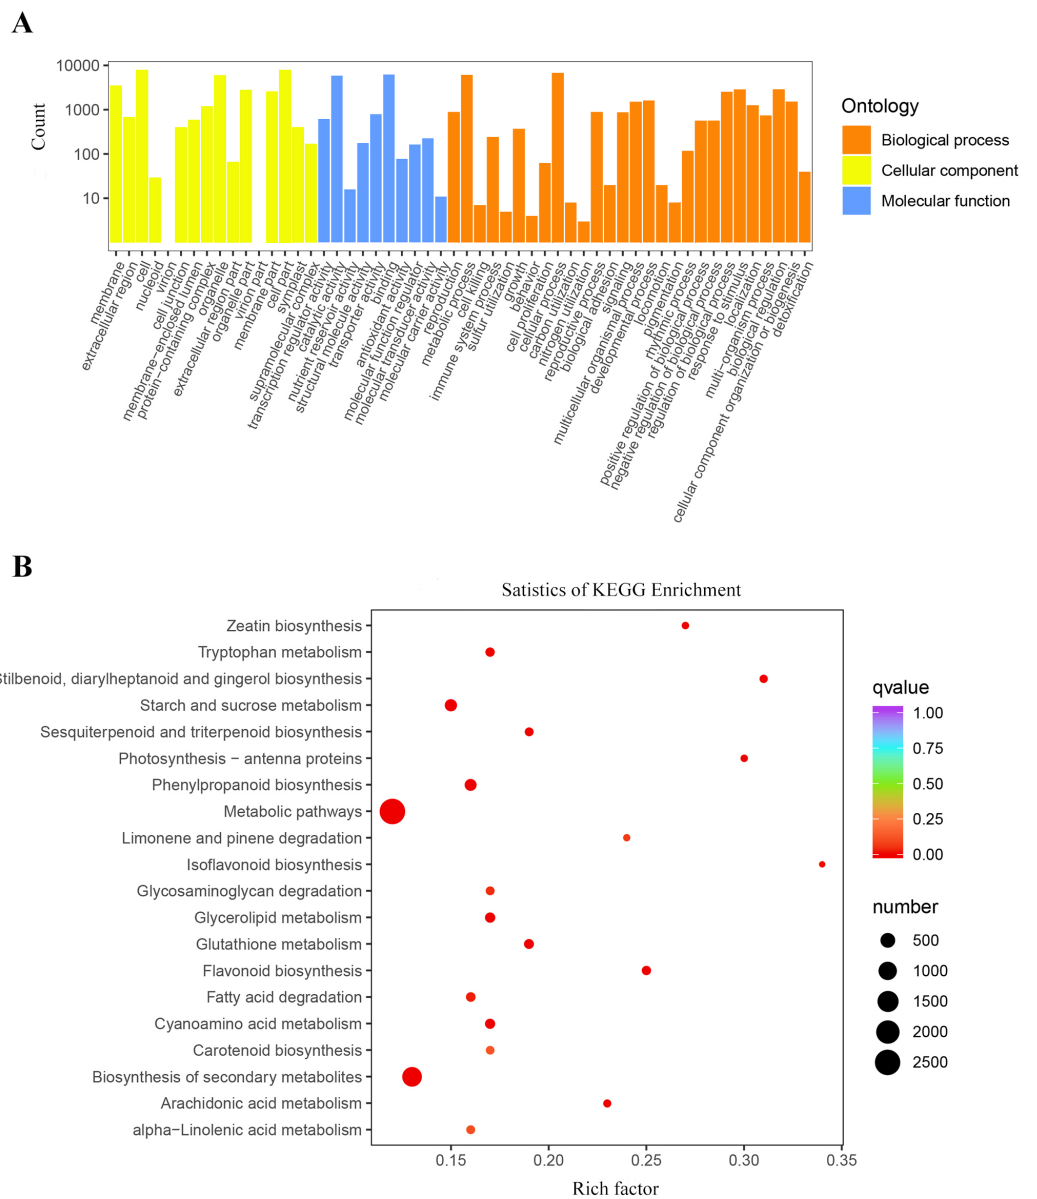 A
Count
10000
1000
100
10
membrane
extracellular region
cell
nucleoid
virion
cell junction
membrane−enclosed lumen
protein−containing complex
organelle
extracellular region part
organelle part
virion part
membrane part
cell part
symplast
supramolecular complex
transcription regulator activity
catalytic activity
nutrient reservoir activity
structural molecule activity
transporter activity
binding
antioxidant activity
molecular function regulator
molecular transducer activity
molecular carrier activity
reproduction
metabolic process
cell killing
immune system process
sulfur utilization
growth
behavior
cell proliferation
cellular process
carbon utilization
nitrogen utilization
reproductive process
biological adhesion
signaling
multicellular organismal process
developmental process
locomotion
pigmentation
rhythmic process
positive regulation of biological process
negative regulation of biological process
regulation of biological process
response to stimulus
localization
multi−organism process
biological regulation
cellular component organization or biogenesis
detoxification
Ontology
Biological process
Cellular component
Molecular function
B
Satistics of KEGG Enrichment
Zeatin biosynthesis
Tryptophan metabolism
Stilbenoid, diarylheptanoid and gingerol biosynthesis
Starch and sucrose metabolism
Sesquiterpenoid and triterpenoid biosynthesis
Photosynthesis − antenna proteins
Phenylpropanoid biosynthesis
Metabolic pathways
Limonene and pinene degradation
Isoflavonoid biosynthesis
Glycosaminoglycan degradation
Glycerolipid metabolism
Glutathione metabolism
Flavonoid biosynthesis
Fatty acid degradation
Cyanoamino acid metabolism
Carotenoid biosynthesis
Biosynthesis of secondary metabolites
Arachidonic acid metabolism
alpha−Linolenic acid metabolism
0.15
0.20
0.25
0.30
0.35
Rich factor
qvalue
1.00
0.75
0.50
0.25
0.00
number
500
1000
1500
2000
2500